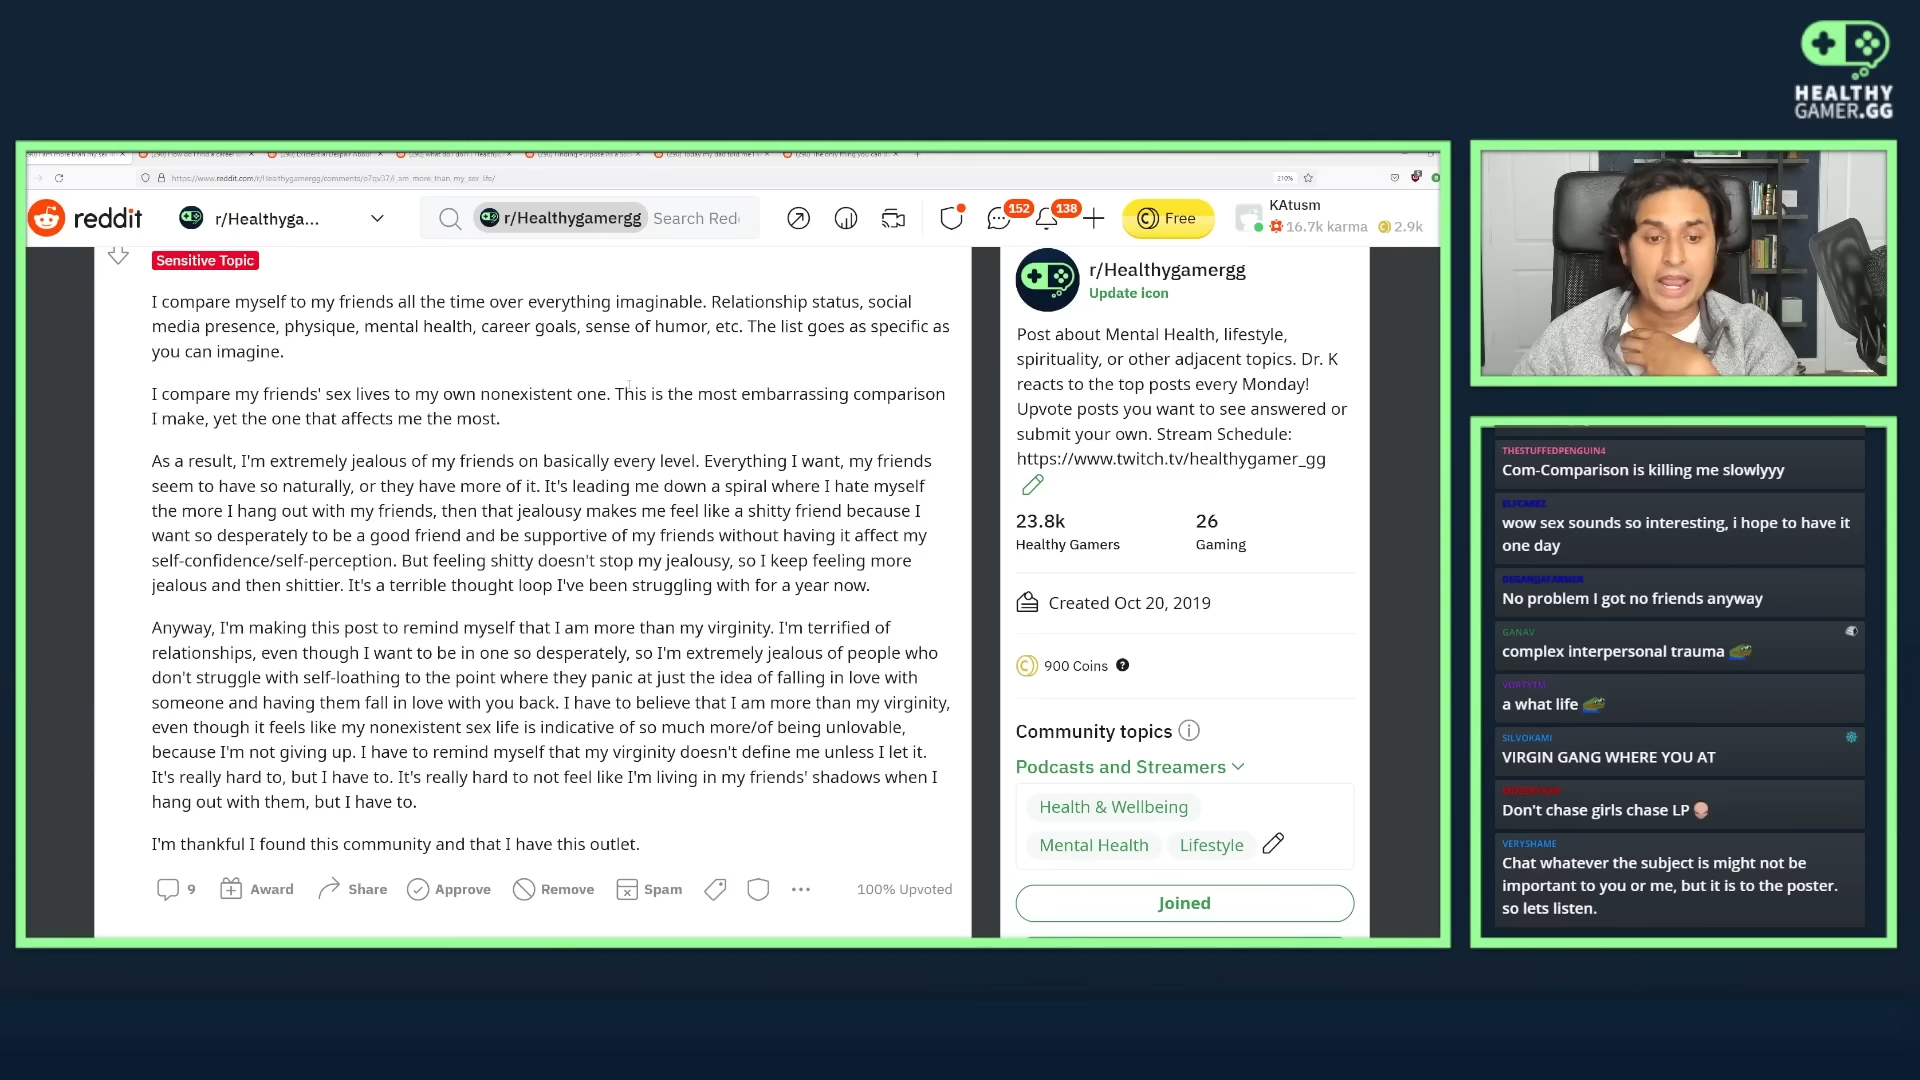 HEALTHY
GAMER.GG
https://www.reddit.com/r/Healthygamergg/comments/p7qv37/i_am_more_than_my_sex_life/
210%
reddit
r/Healthyga...
r/Healthygamergg Search Red
152
138
Free
KAtusm
16.7k karma 2.9k
Sensitive Topic
I compare myself to my friends all the time over everything imaginable. Relationship status, social
media presence, physique, mental health, career goals, sense of humor, etc. The list goes as specific as
you can imagine.
I compare my friends' sex lives to my own nonexistent one. This is the most embarrassing comparison
I make, yet the one that affects me the most.
As a result, I'm extremely jealous of my friends on basically every level. Everything I want, my friends
seem to have so naturally, or they have more of it. It's leading me down a spiral where I hate myself
the more I hang out with my friends, then that jealousy makes me feel like a shitty friend because I
want so desperately to be a good friend and be supportive of my friends without having it affect my
self-confidence/self-perception. But feeling shitty doesn't stop my jealousy, so I keep feeling more
jealous and then shittier. It's a terrible thought loop I've been struggling with for a year now.
Anyway, I'm making this post to remind myself that I am more than my virginity. I'm terrified of
relationships, even though I want to be in one so desperately, so I'm extremely jealous of people who
don't struggle with self-loathing to the point where they panic at just the idea of falling in love with
someone and having them fall in love with you back. I have to believe that I am more than my virginity,
even though it feels like my nonexistent sex life is indicative of so much more/of being unlovable,
because I'm not giving up. I have to remind myself that my virginity doesn't define me unless I let it.
It's really hard to, but I have to. It's really hard to not feel like I'm living in my friends' shadows when I
hang out with them, but I have to.
I'm thankful I found this community and that I have this outlet.
9 Award Share Approve Remove Spam 100% Upvoted
r/Healthygamergg
Update icon
Post about Mental Health, lifestyle,
spirituality, or other adjacent topics. Dr. K
reacts to the top posts every Monday!
Upvote posts you want to see answered or
submit your own. Stream Schedule:
https://www.twitch.tv/healthygamer_gg
23.8k 26
Healthy Gamers Gaming
Created Oct 20, 2019
900 Coins
Community topics
Podcasts and Streamers
Health & Wellbeing
Mental Health Lifestyle
Joined
THESTUFFEDPENGUIN4
Com-Comparison is killing me slowlyyy
ELFCAKEZ
wow sex sounds so interesting, i hope to have it
one day
No problem I got no friends anyway
GANAV
complex interpersonal trauma
VORTYTM
a what life
SILVOKAMI
VIRGIN GANG WHERE YOU AT
Don't chase girls chase LP
VERYSHAME
Chat whatever the subject is might not be
important to you or me, but it is to the poster.
so lets listen.